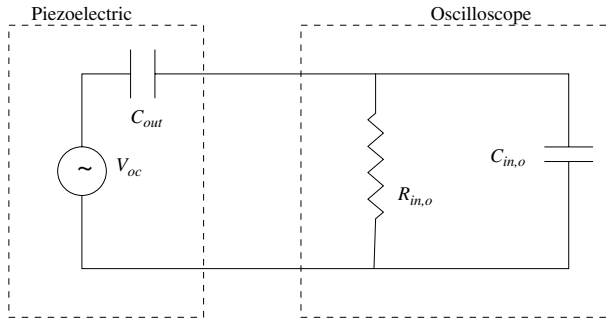 Piezoelectric
Oscilloscope
C_out
~
V_oc
R_in,o
C_in,o